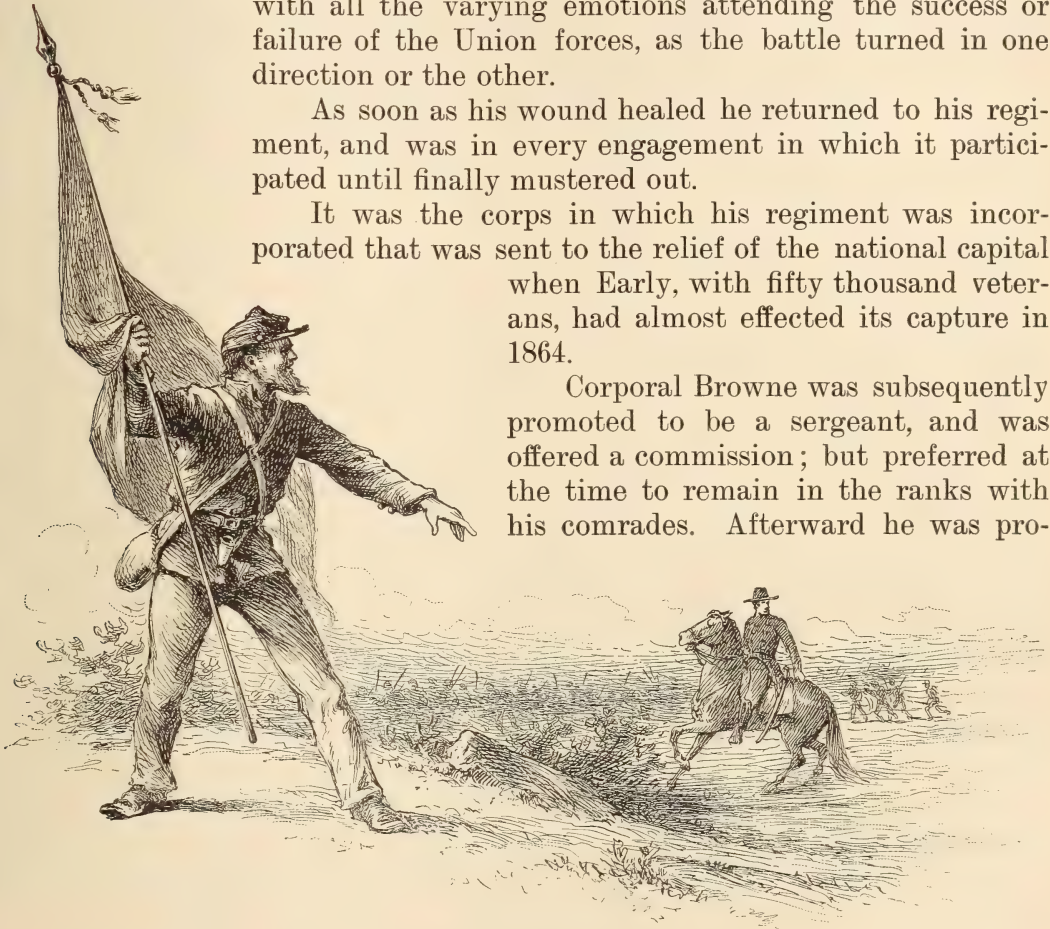 with all the varying emotions attending the success or
failure of the Union forces, as the battle turned in one
direction or the other.
As soon as his wound healed he returned to his regi-
ment, and was in every engagement in which it partici-
pated until finally mustered out.
It was the corps in which his regiment was incor-
porated that was sent to the relief of the national capital
when Early, with fifty thousand veter-
ans, had almost effected its capture in
1864.
Corporal Browne was subsequently
promoted to be a sergeant, and was
offered a commission; but preferred at
the time to remain in the ranks with
his comrades. Afterward he was pro-